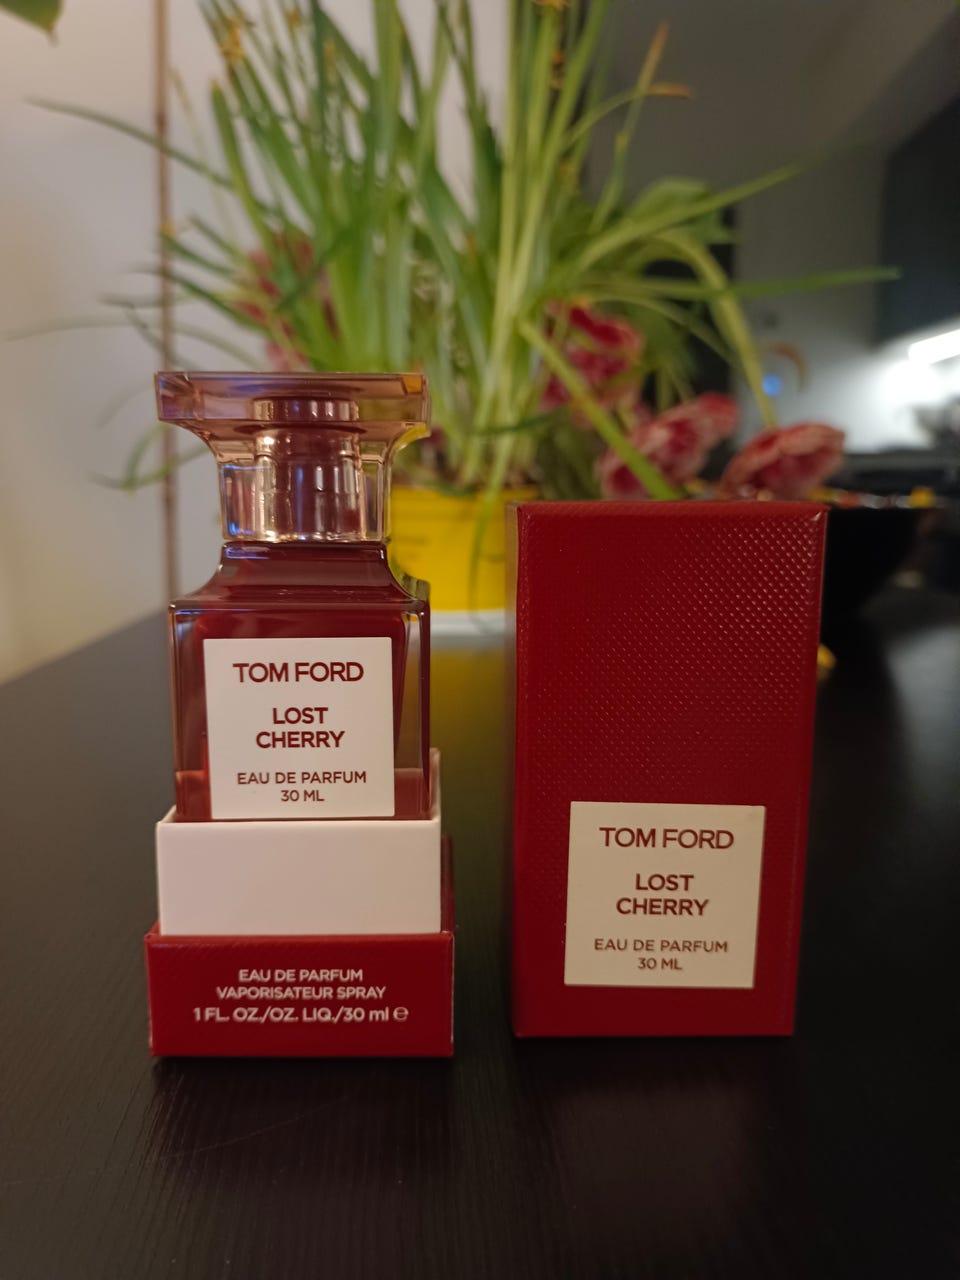 TOM FORD
LOST
CHERRY
EAU DE PARFUM
30 ML
EAU DE PARFUM
VAPORISATEUR SPRAY
1 FL. OZ./OZ. LIQ./30 ml ℮
TOM FORD
LOST
CHERRY
EAU DE PARFUM
30 ML